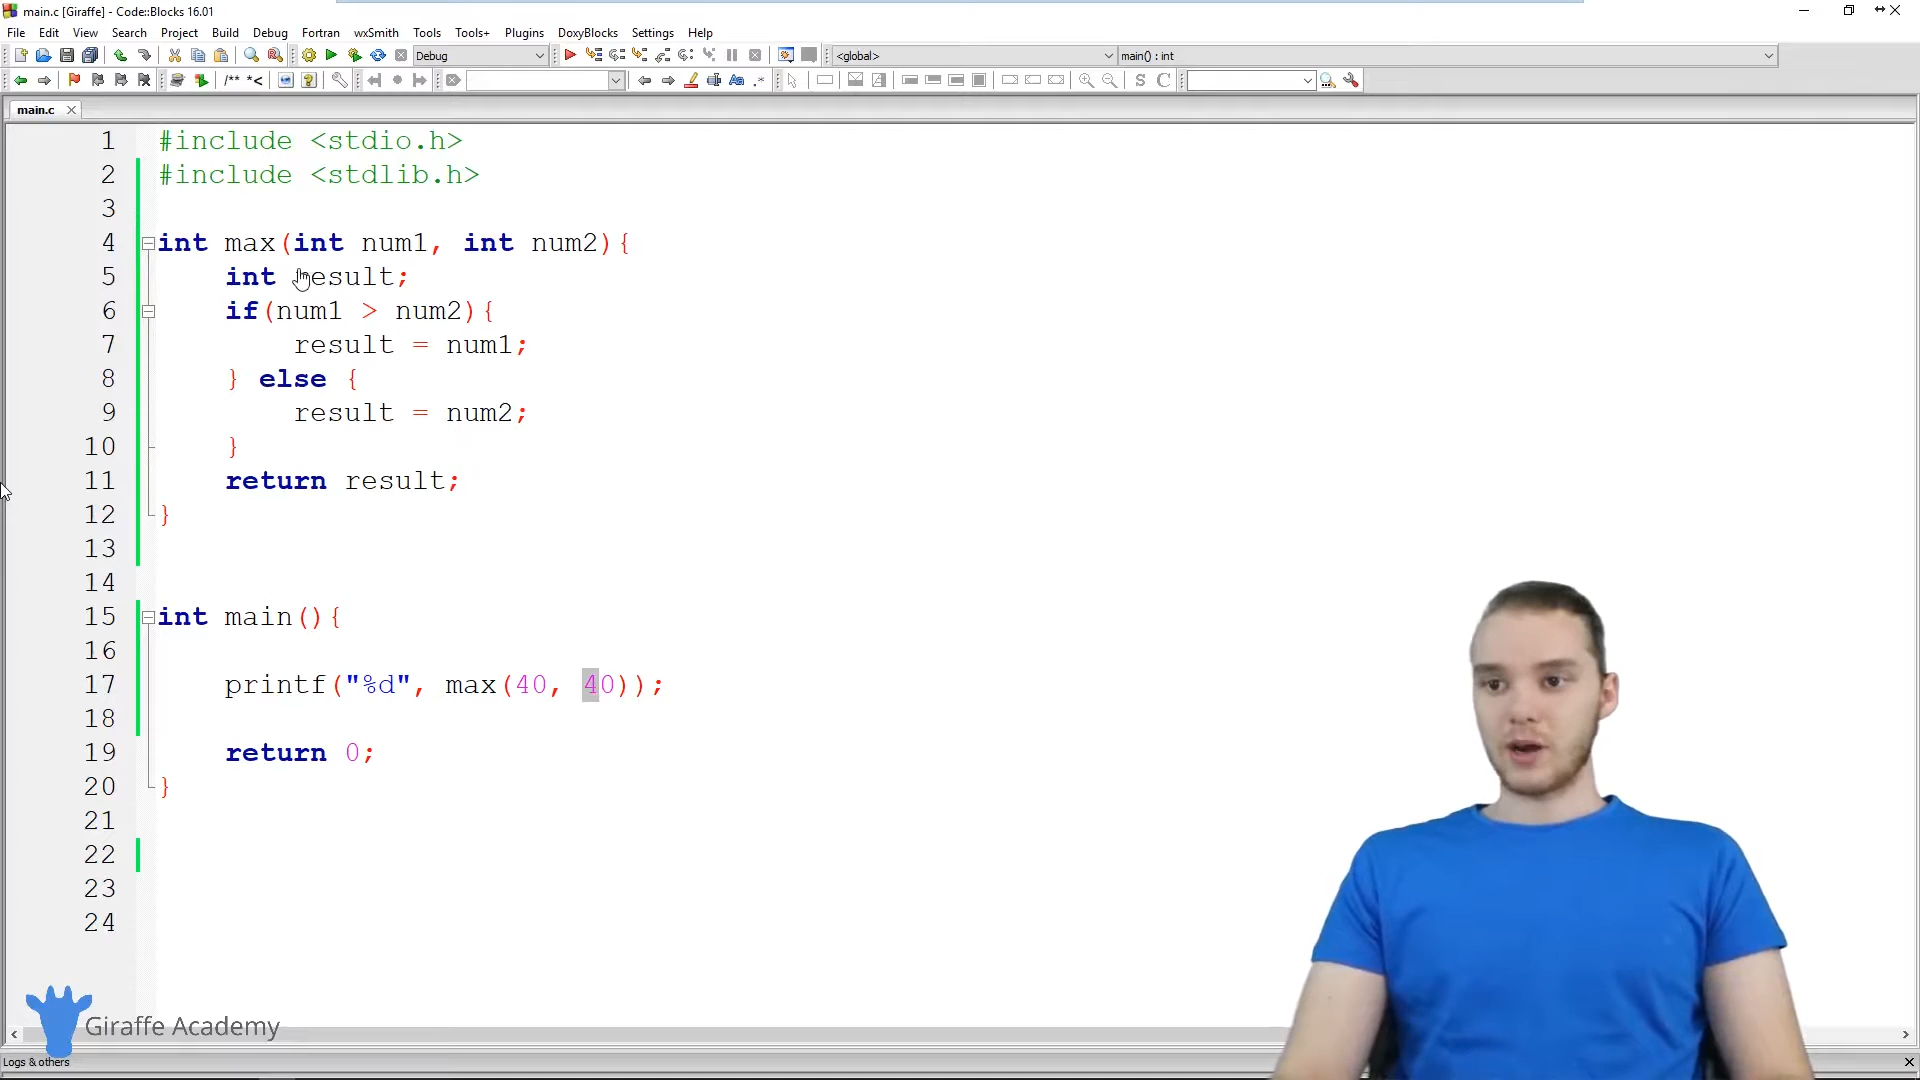 main.c [Giraffe] - Code::Blocks 16.01
File Edit View Search Project Build Debug Fortran wxSmith Tools Tools+ Plugins DoxyBlocks Settings Help
Debug <global> main() : int
/** *< S C
main.c
1 #include <stdio.h>
2 #include <stdlib.h>
3
4 int max(int num1, int num2){
5 int result;
6 if(num1 > num2){
7 result = num1;
8 } else {
9 result = num2;
10 }
11 return result;
12 }
13
14
15 int main(){
16
17 printf("%d", max(40, 40));
18
19 return 0;
20 }
21
22
23
24
Giraffe Academy
Logs & others